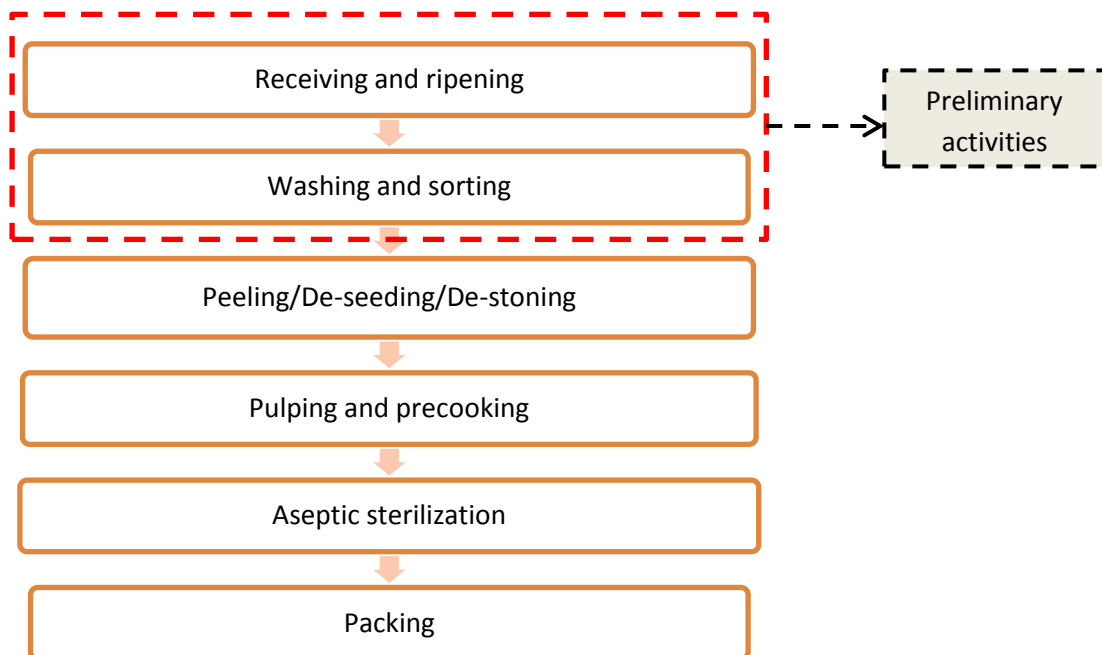 Receiving and ripening
Preliminary
activities
Washing and sorting
Peeling/De-seeding/De-stoning
Pulping and precooking
Aseptic sterilization
Packing